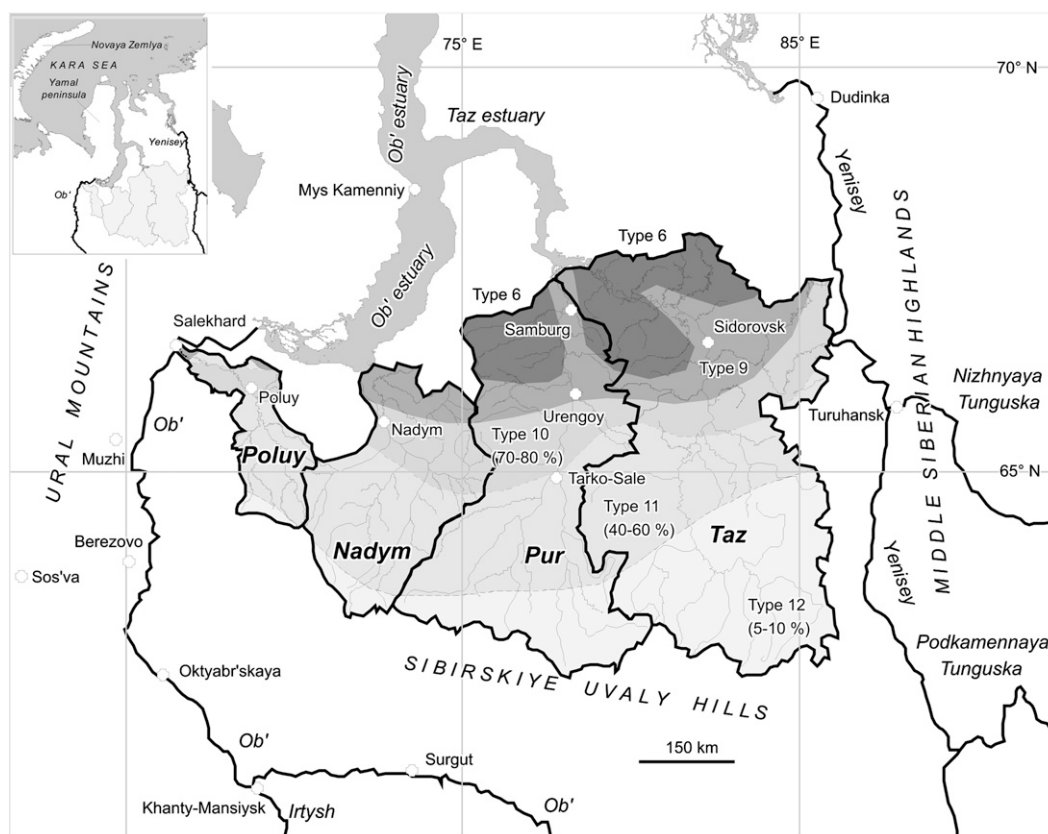 Novaya Zemlya
KARA SEA
Yamal
peninsula
Yenisey
Ob'
75° E
85° E
70° N
Dudinka
Ob' estuary
Taz estuary
Mys Kamenniy
Yenisey
Type 6
Ob' estuary
Type 6
URAL MOUNTAINS
MIDDLE SIBERIAN HIGHLANDS
Salekhard
Samburg
Sidorovsk
Type 9
Nizhnyaya
Tunguska
Poluy
Urengoy
Turuhansk
Ob'
Nadym
Type 10
(70-80 %)
Muzhi
Poluy
65° N
Tarko-Sale
Type 11
(40-60 %)
Berezovo
Nadym
Pur
Taz
Sos'va
Yenisey
Type 12
(5-10 %)
Podkamennaya
Tunguska
Oktyabr'skaya
SIBIRSKIYE UVALY HILLS
Ob'
150 km
Surgut
Khanty-Mansiysk
Irtysh
Ob'